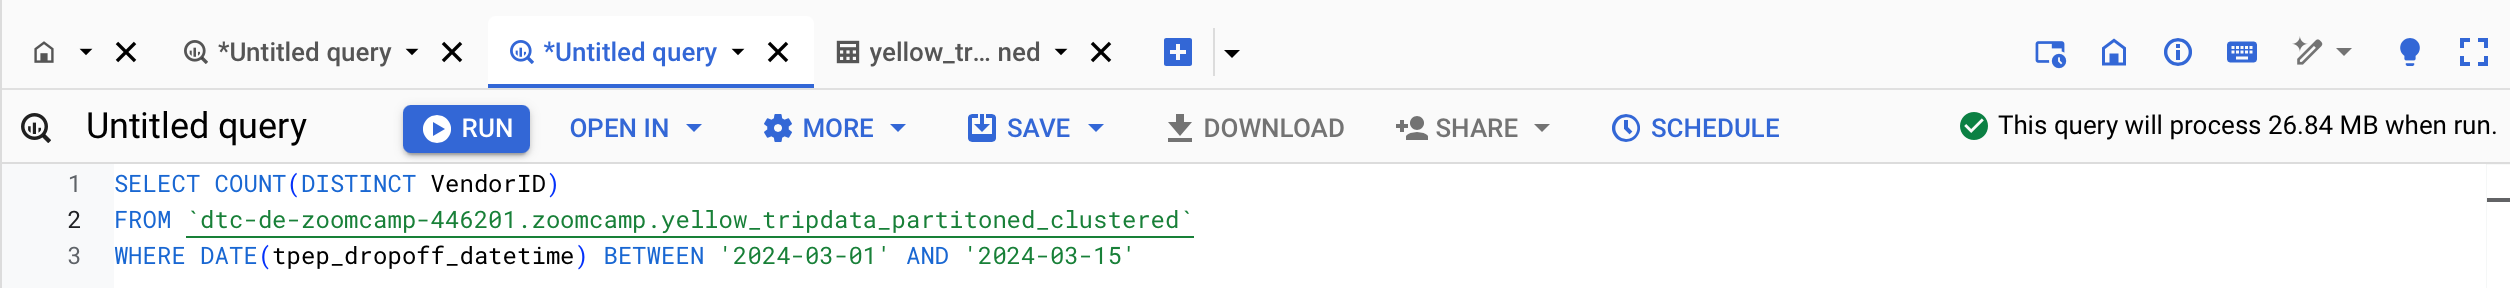 *Untitled query
*Untitled query
yellow_tr... ned
Untitled query
RUN
OPEN IN
MORE
SAVE
DOWNLOAD
SHARE
SCHEDULE
This query will process 26.84 MB when run.
1 SELECT COUNT(DISTINCT VendorID)
2 FROM `dtc-de-zoomcamp-446201.zoomcamp.yellow_tripdata_partitoned_clustered`
3 WHERE DATE(tpep_dropoff_datetime) BETWEEN '2024-03-01' AND '2024-03-15'